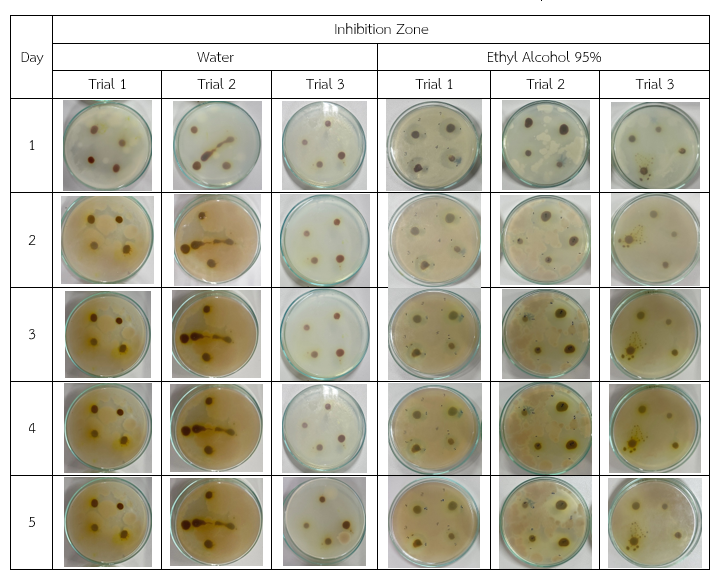 Day
Inhibition Zone
Water
Ethyl Alcohol 95%
Trial 1
Trial 2
Trial 3
Trial 1
Trial 2
Trial 3
1
2
3
4
5